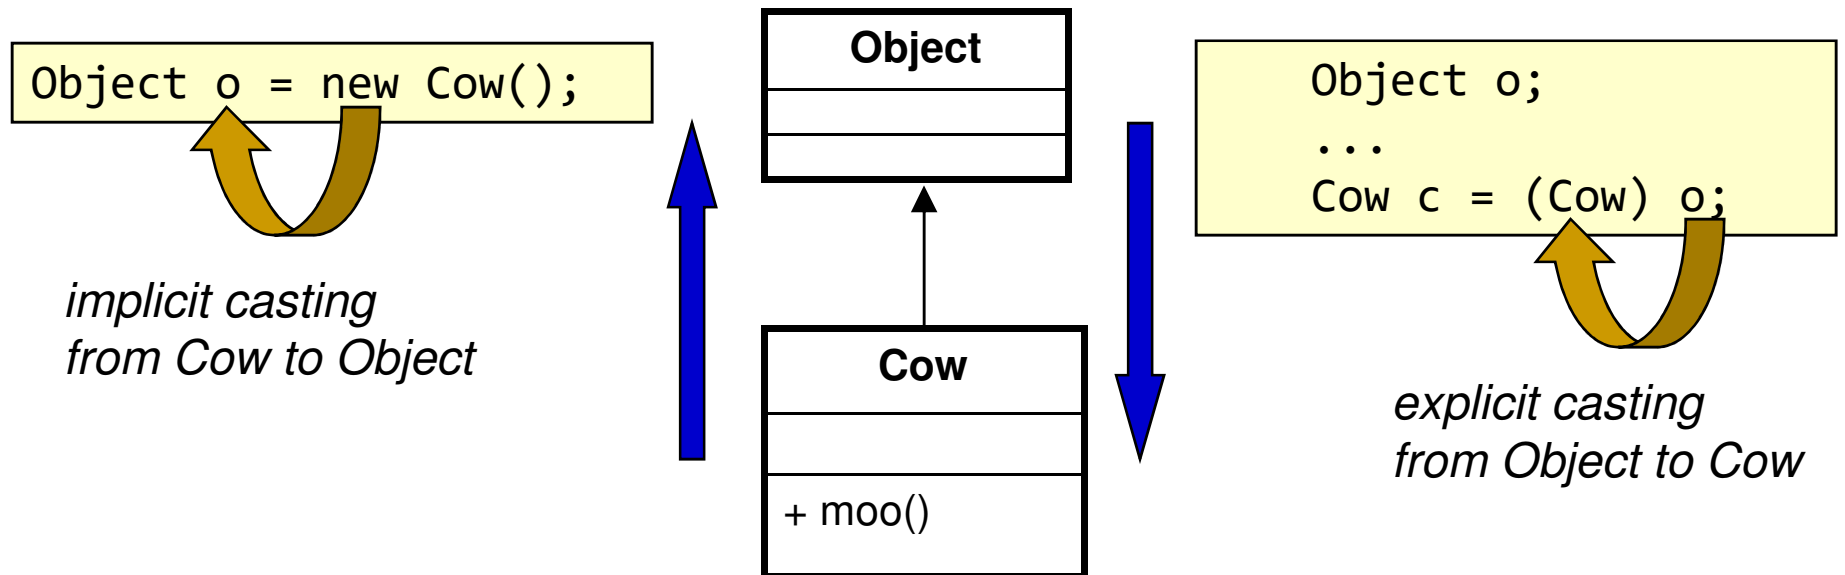 Object o = new Cow();
implicit casting
from Cow to Object
Object
Cow
+ moo()
Object o;
...
Cow c = (Cow) o;
explicit casting
from Object to Cow